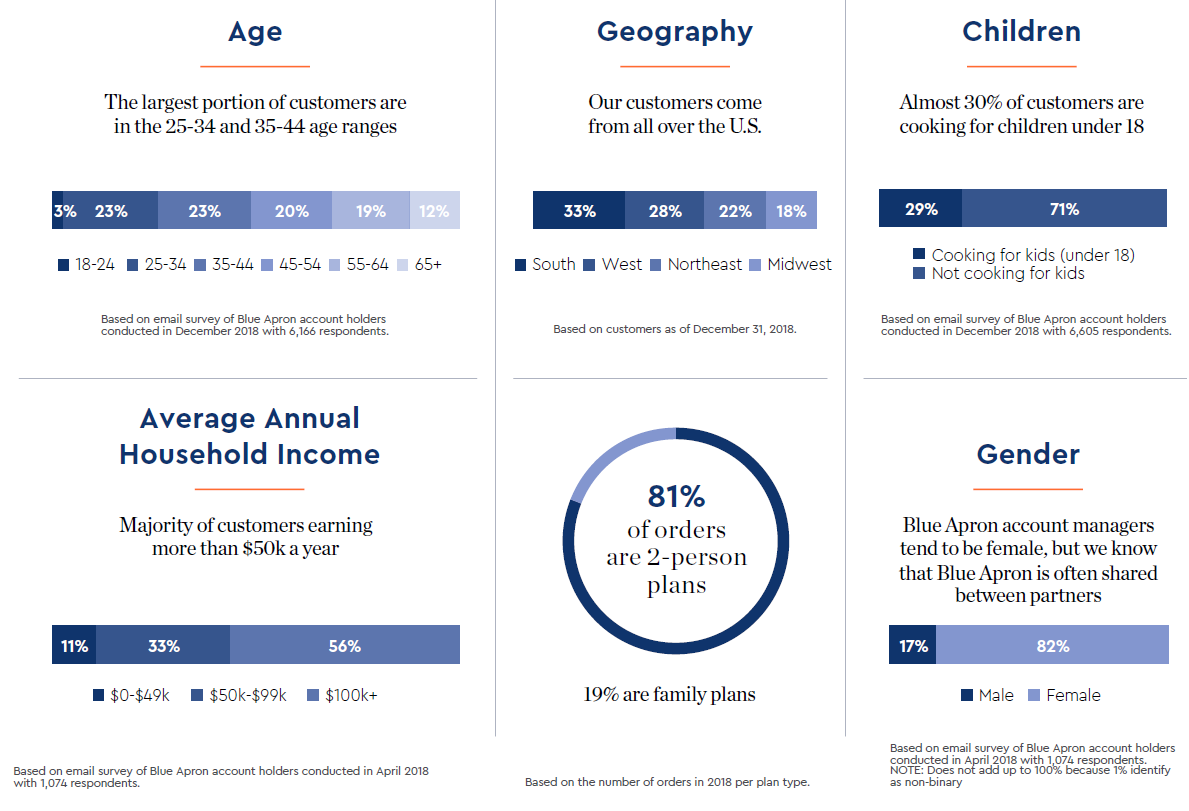 Age
The largest portion of customers are
in the 25-34 and 35-44 age ranges
3% 23% 23% 20% 19% 12%
18-24 25-34 35-44 45-54 55-64 65+
Based on email survey of Blue Apron account holders
conducted in December 2018 with 6,166 respondents.
Geography
Our customers come
from all over the U.S.
33% 28% 22% 18%
South West Northeast Midwest
Based on customers as of December 31, 2018.
Children
Almost 30% of customers are
cooking for children under 18
29% 71%
Cooking for kids (under 18)
Not cooking for kids
Based on email survey of Blue Apron account holders
conducted in December 2018 with 6,605 respondents.
Average Annual
Household Income
Majority of customers earning
more than $50k a year
11% 33% 56%
$0-$49k $50k-$99k $100k+
Based on email survey of Blue Apron account holders conducted in April 2018
with 1,074 respondents.
81%
of orders
are 2-person
plans
19% are family plans
Based on the number of orders in 2018 per plan type.
Gender
Blue Apron account managers
tend to be female, but we know
that Blue Apron is often shared
between partners
17% 82%
Male Female
Based on email survey of Blue Apron account holders
conducted in April 2018 with 1,074 respondents.
NOTE: Does not add up to 100% because 1% identify
as non-binary